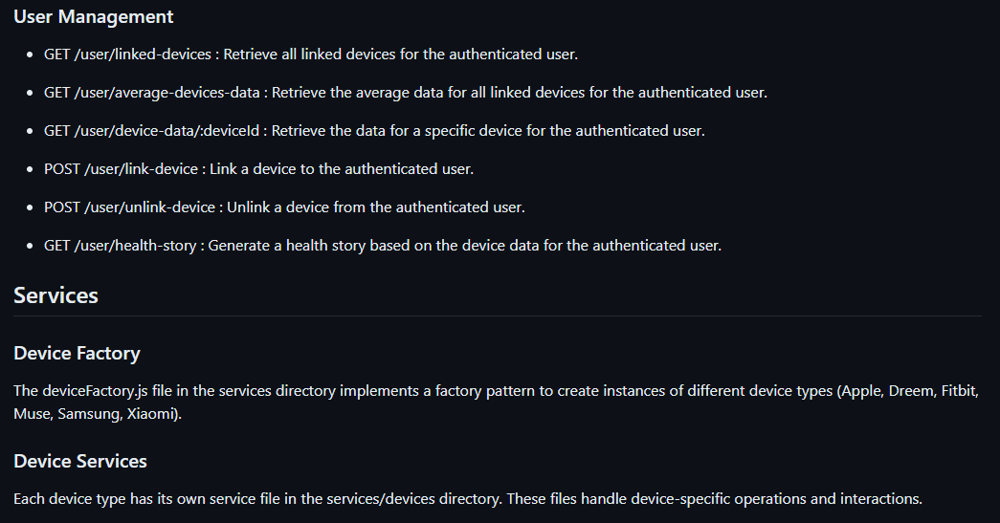 User Management
• GET /user/linked-devices : Retrieve all linked devices for the authenticated user.
• GET /user/average-devices-data : Retrieve the average data for all linked devices for the authenticated user.
• GET /user/device-data/:deviceId : Retrieve the data for a specific device for the authenticated user.
• POST /user/link-device : Link a device to the authenticated user.
• POST /user/unlink-device : Unlink a device from the authenticated user.
• GET /user/health-story : Generate a health story based on the device data for the authenticated user.
Services
Device Factory
The deviceFactory.js file in the services directory implements a factory pattern to create instances of different device types (Apple, Dreem, Fitbit,
Muse, Samsung, Xiaomi).
Device Services
Each device type has its own service file in the services/devices directory. These files handle device-specific operations and interactions.